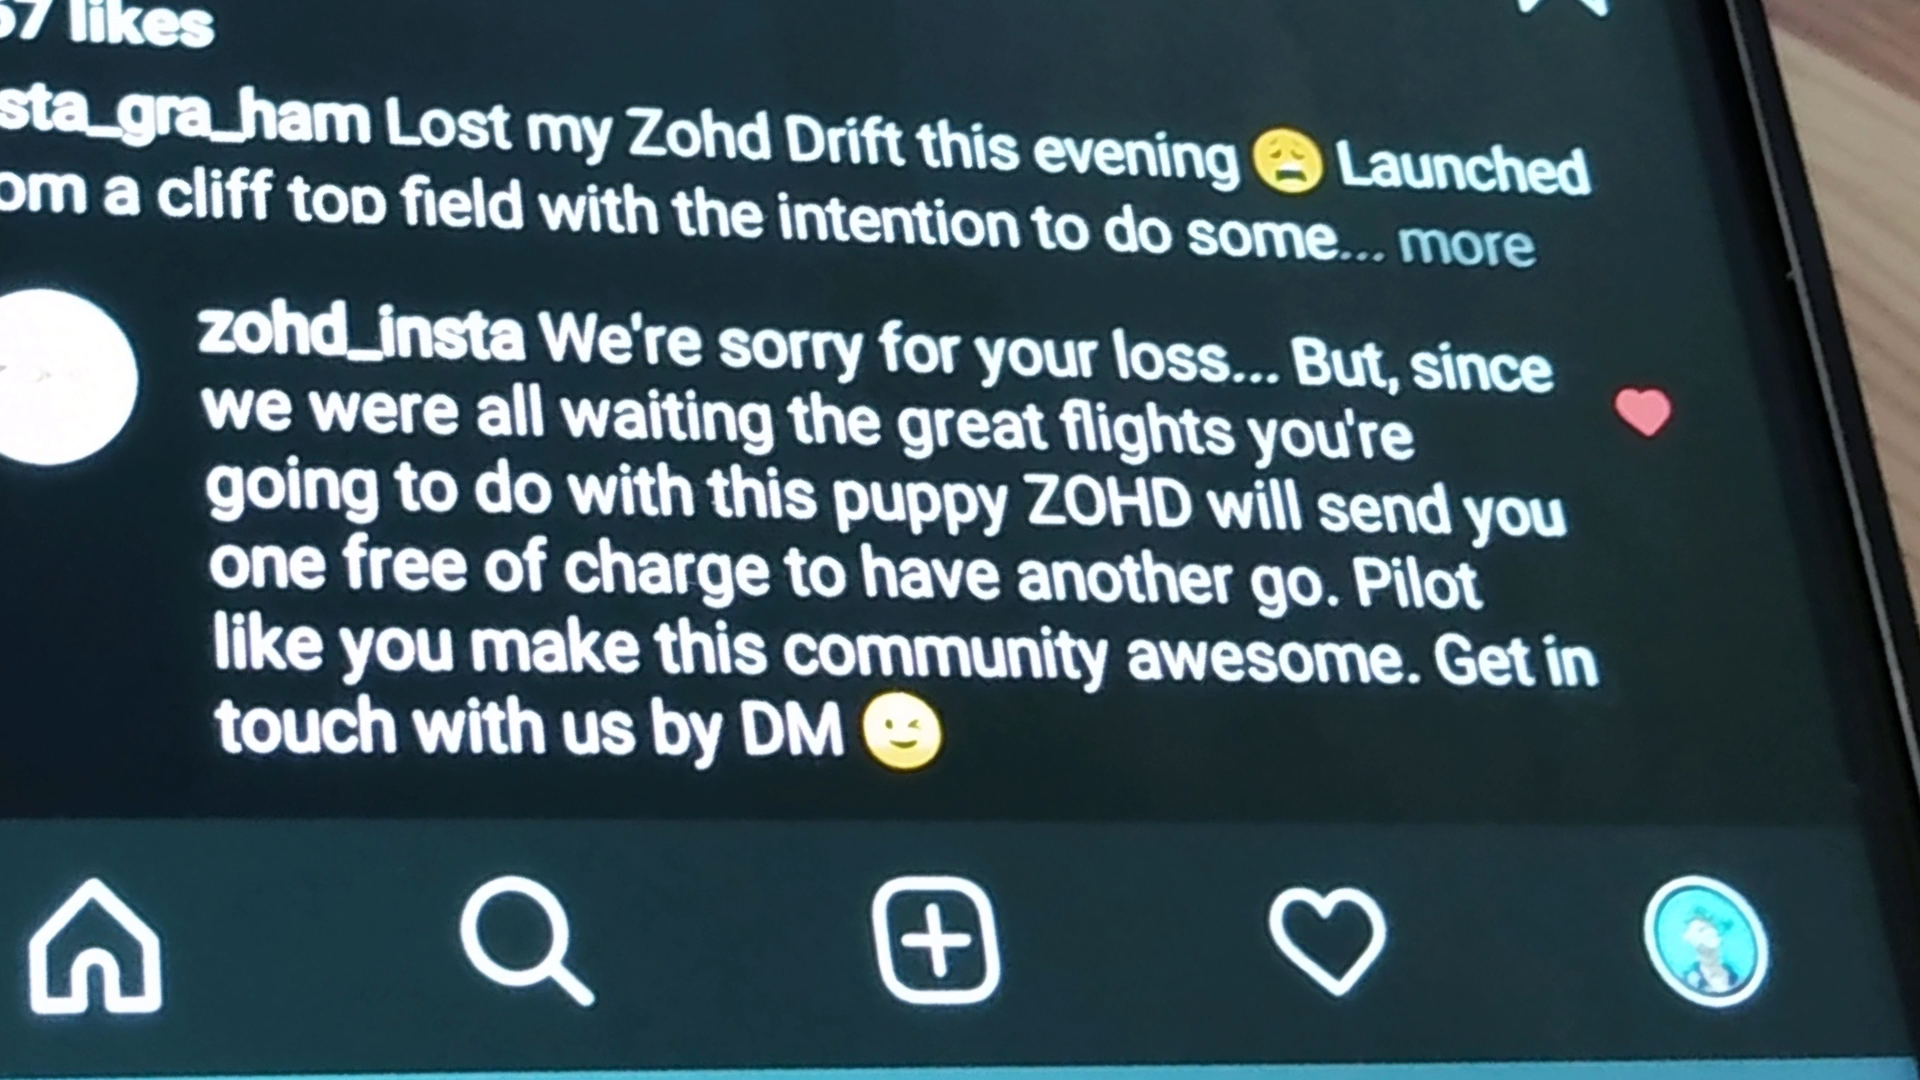 57 likes
sta_gra_ham Lost my Zohd Drift this evening 😩 Launched
om a cliff top field with the intention to do some... more
zohd_insta We're sorry for your loss... But, since
we were all waiting the great flights you're
going to do with this puppy ZOHD will send you
one free of charge to have another go. Pilot
like you make this community awesome. Get in
touch with us by DM 😉